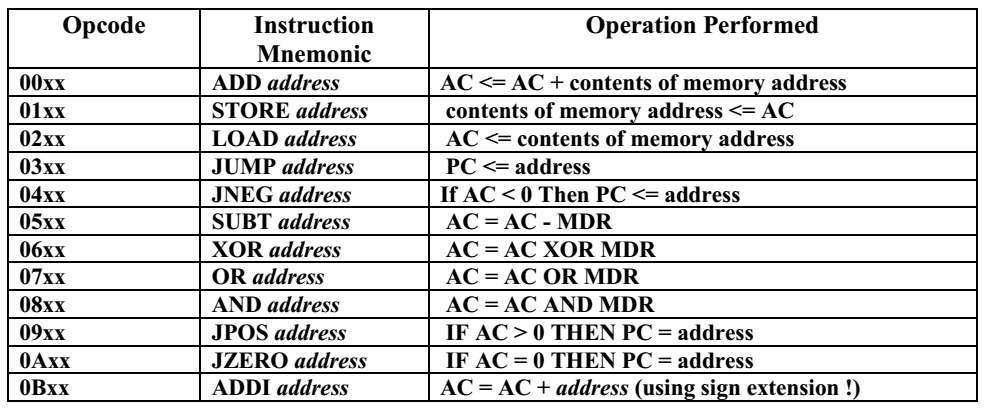 Opcode Instruction Mnemonic Operation Performed
00xx ADD address AC <= AC + contents of memory address
01xx STORE address contents of memory address <= AC
02xx LOAD address AC <= contents of memory address
03xx JUMP address PC <= address
04xx JNEG address If AC < 0 Then PC <= address
05xx SUBT address AC = AC - MDR
06xx XOR address AC = AC XOR MDR
07xx OR address AC = AC OR MDR
08xx AND address AC = AC AND MDR
09xx JPOS address IF AC > 0 THEN PC = address
0Axx JZERO address IF AC = 0 THEN PC = address
0Bxx ADDI address AC = AC + address (using sign extension !)